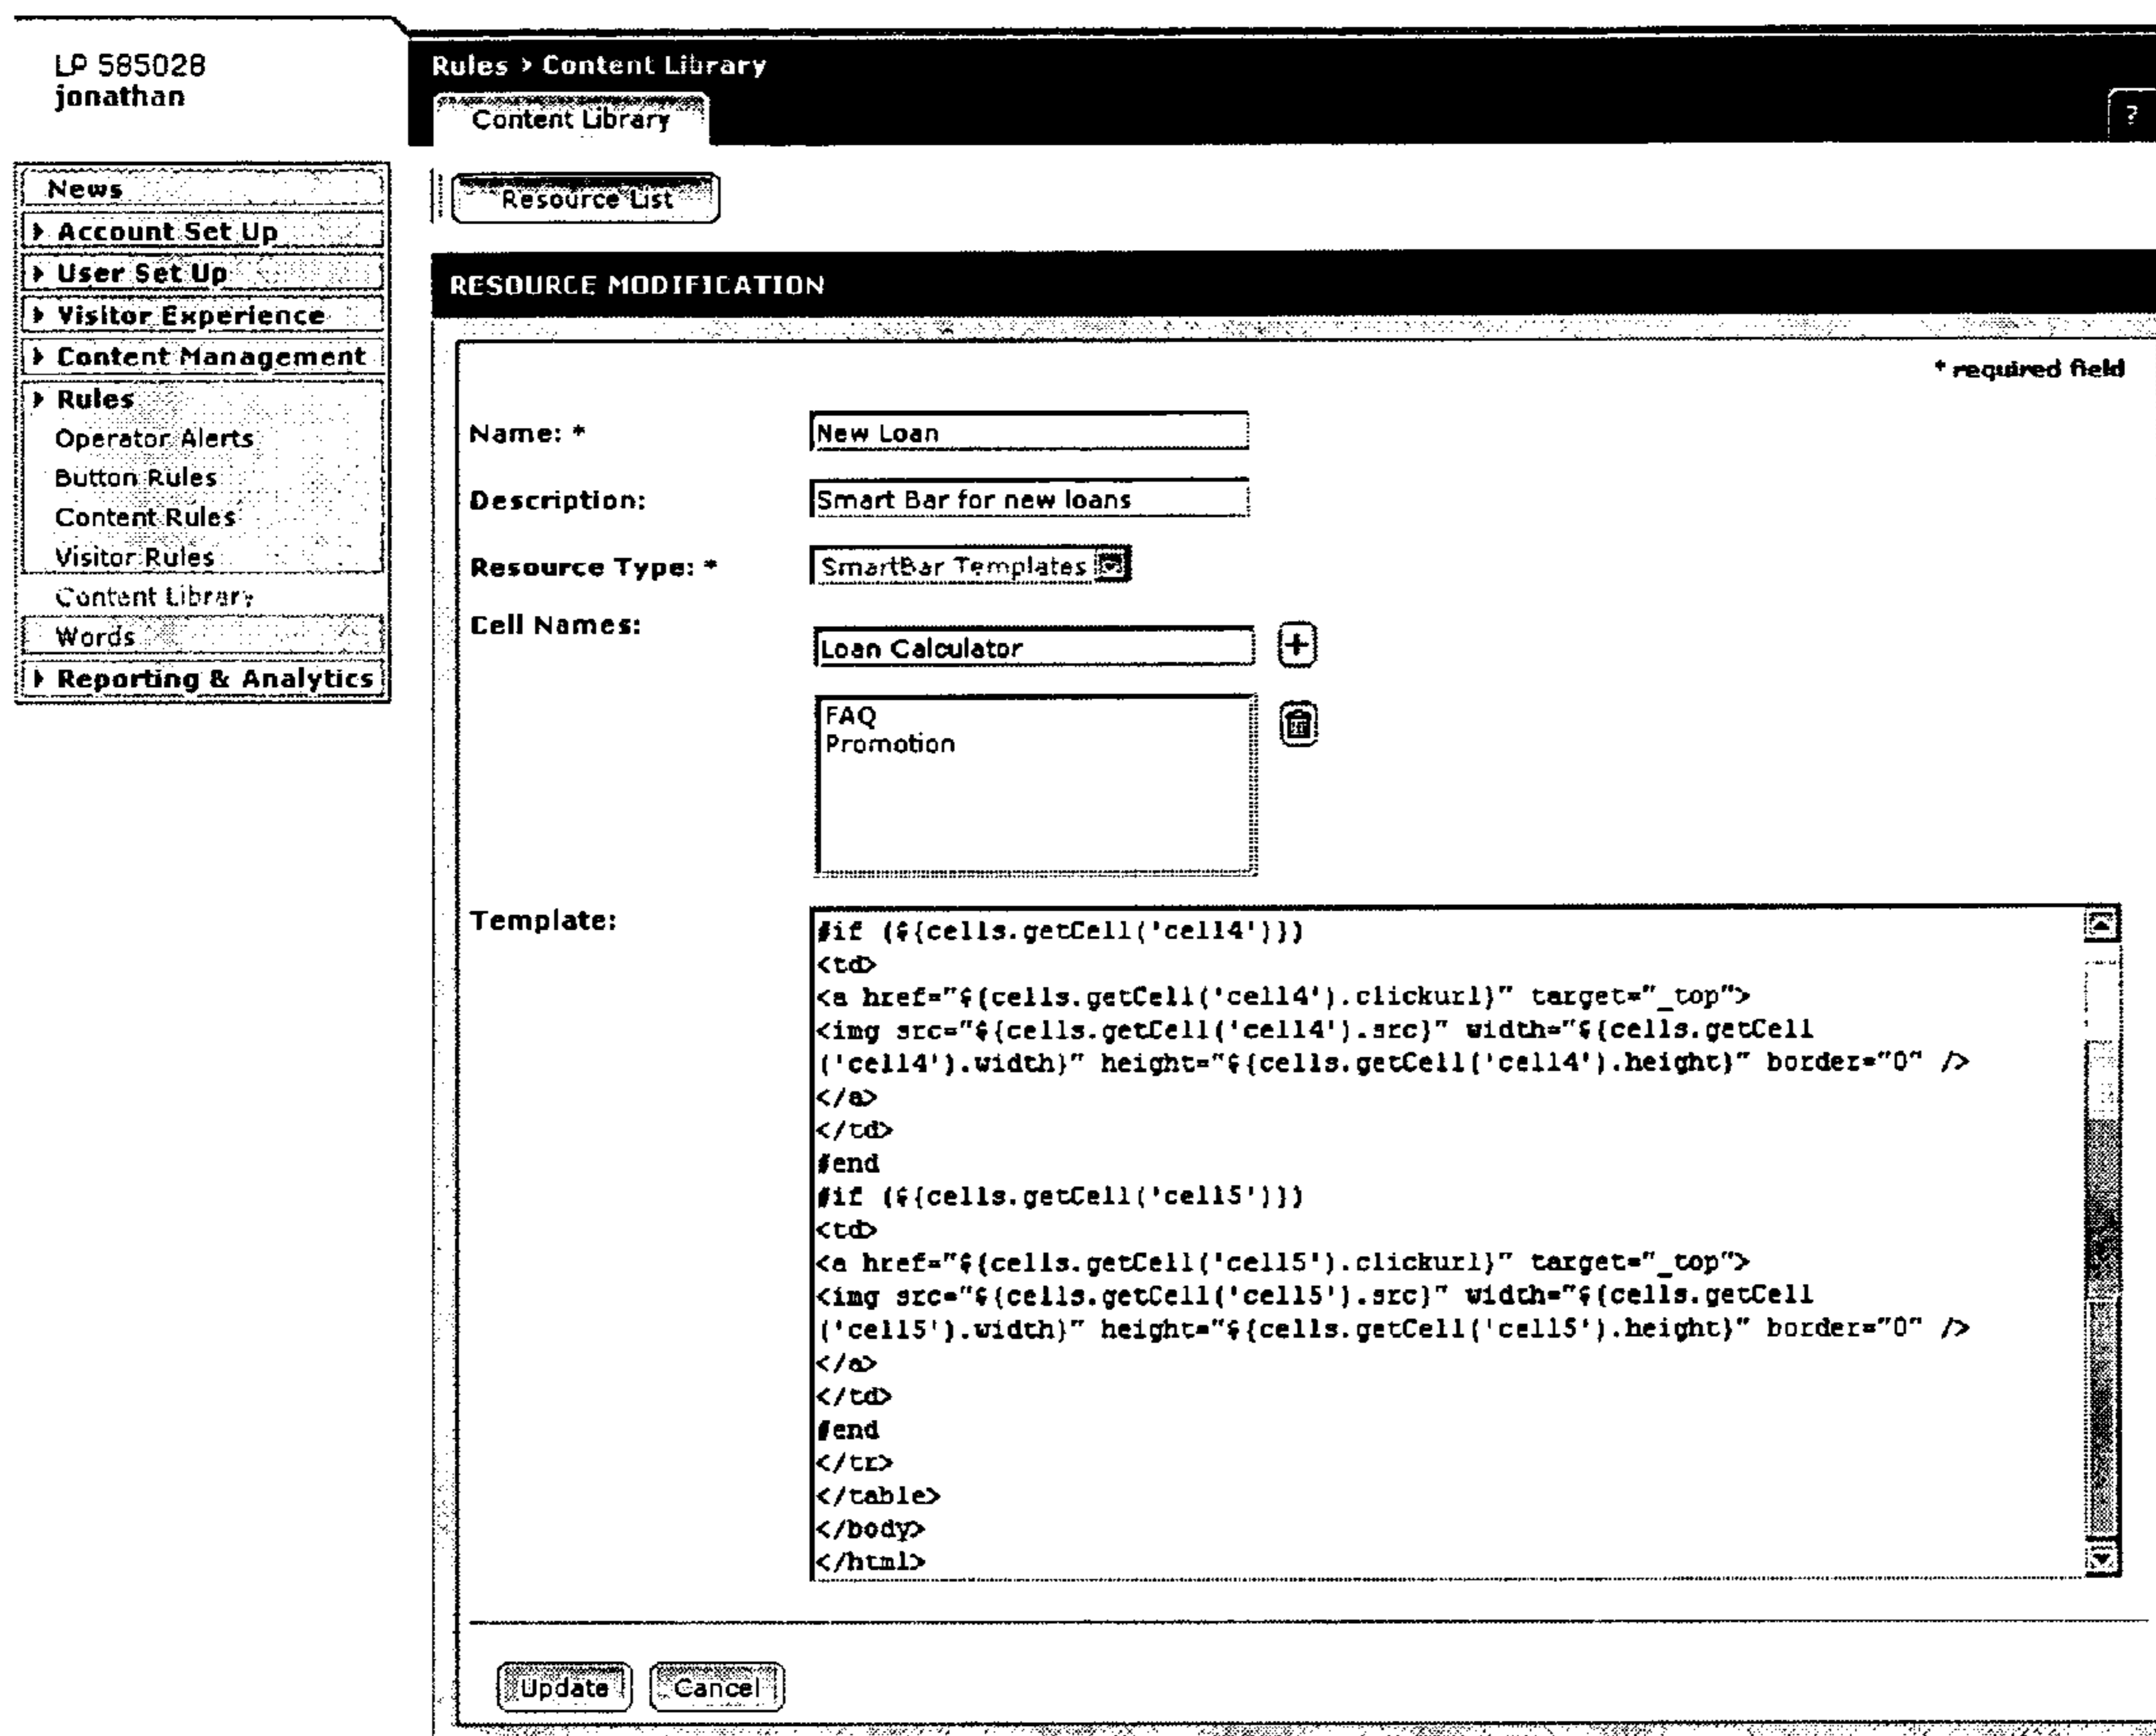 LP 585028
jonathan
Rules > Content Library
Content Library
?
News
Account Set Up
User Set Up
Visitor Experience
Content Management
Rules
Operator Alerts
Button Rules
Content Rules
Visitor Rules
Content Library
Words
Reporting & Analytics
Resource List
RESOURCE MODIFICATION
* required field
Name: *
New Loan
Description:
Smart Bar for new loans
Resource Type: *
SmartBar Templates
Cell Names:
Loan Calculator
+
FAQ
Promotion
Template:
#if (${cells.getCell('cell4')})
<td>
<a href="${cells.getCell('cell4').clickurl}" target="_top">
<img src="${cells.getCell('cell4').src}" width="${cells.getCell
('cell4').width}" height="${cells.getCell('cell4').height}" border="0" />
</a>
</td>
#end
#if (${cells.getCell('cell5')})
<td>
<a href="${cells.getCell('cell5').clickurl}" target="_top">
<img src="${cells.getCell('cell5').src}" width="${cells.getCell
('cell5').width}" height="${cells.getCell('cell5').height}" border="0" />
</a>
</td>
#end
</tr>
</table>
</body>
</html>
Update
Cancel